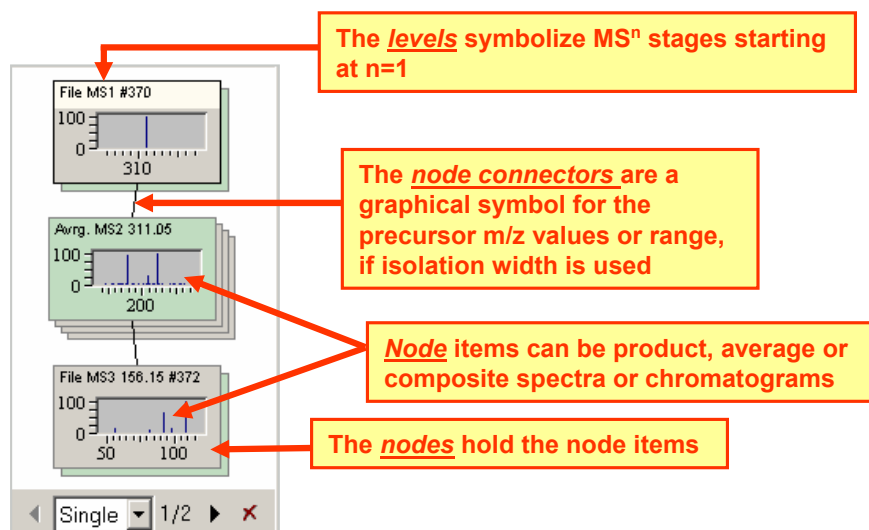 The levels symbolize MSⁿ stages starting
at n=1
File MS1 #370
100
0
310
The node connectors are a
graphical symbol for the
precursor m/z values or range,
if isolation width is used
Avrg. MS2 311.05
100
0
200
Node items can be product, average or
composite spectra or chromatograms
File MS3 156.15 #372
100
0
50 100
The nodes hold the node items
Single 1/2